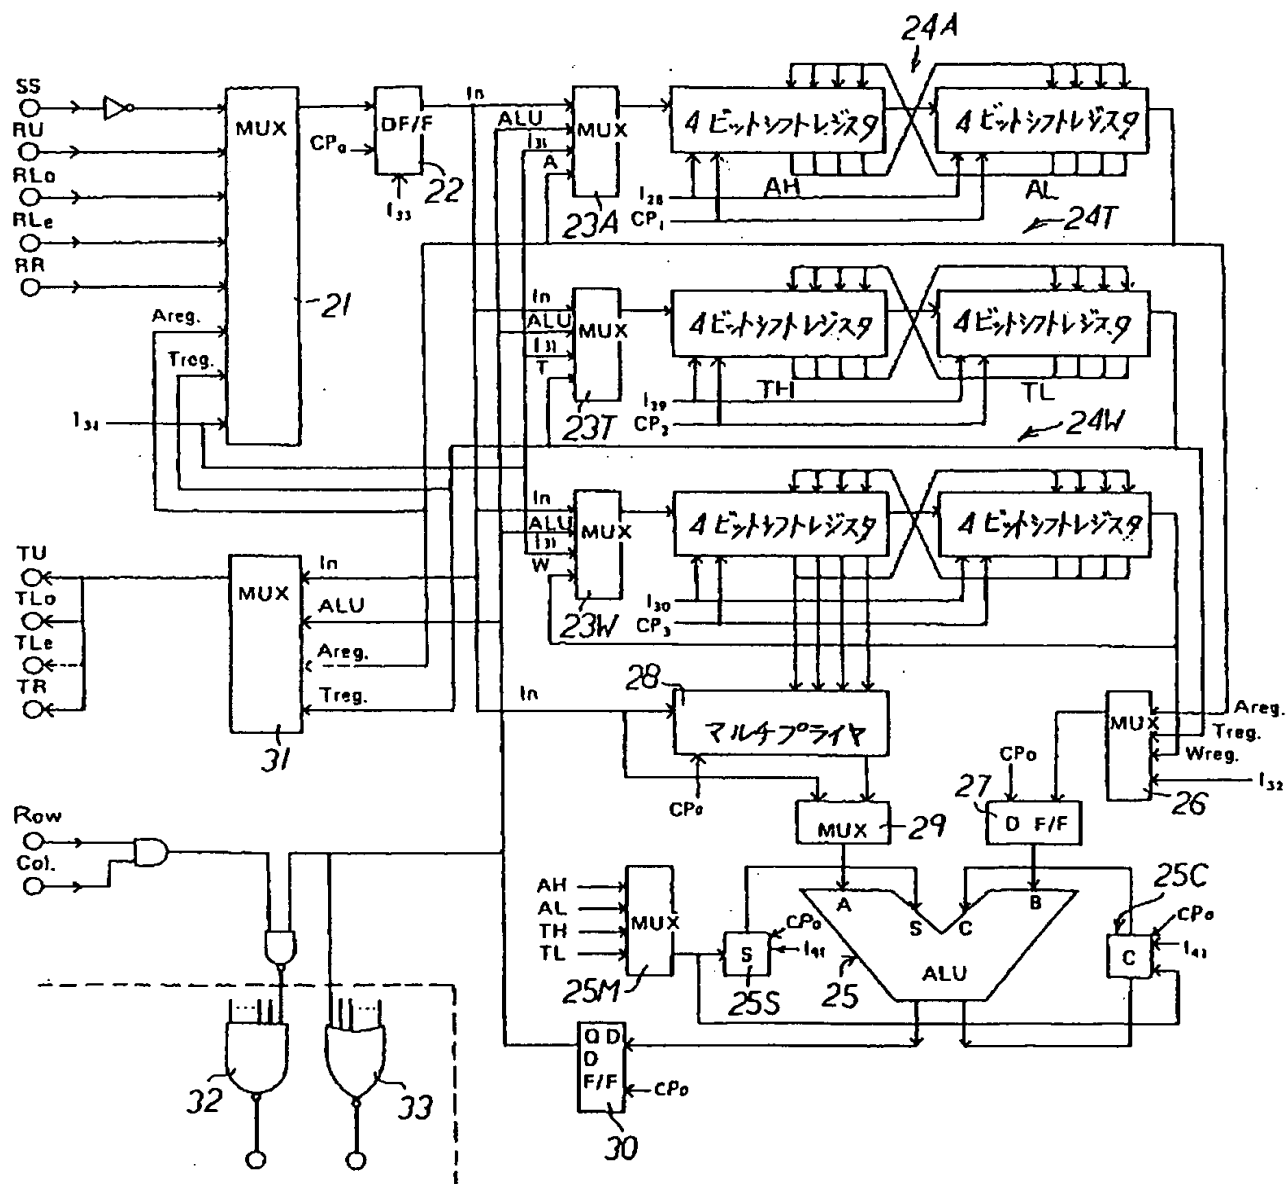 SS
RU
RLo
RLe
RR
Areg.
Treg.
I31
MUX
21
DF/F
CPo
I33
22
In
ALU
I31
A
MUX
23A
24A
4ビットシフトレジスタ
4ビットシフトレジスタ
I28
AH
AL
CP1
24T
In
ALU
I31
T
MUX
23T
4ビットシフトレジスタ
4ビットシフトレジスタ
I29
TH
TL
CP2
24W
In
ALU
I31
W
MUX
23W
4ビットシフトレジスタ
4ビットシフトレジスタ
I30
CP3
TU
TLo
TLe
TR
MUX
31
In
ALU
Areg.
Treg.
In
28
マルチプライヤ
CPo
MUX
29
27
D F/F
CPo
MUX
26
Areg.
Treg.
Wreg.
I32
Row
Col.
AH
AL
TH
TL
MUX
25M
S
CPo
25S
A
S
C
B
ALU
25
25C
C
CPo
Q D
D
F/F
CPo
30
32
33